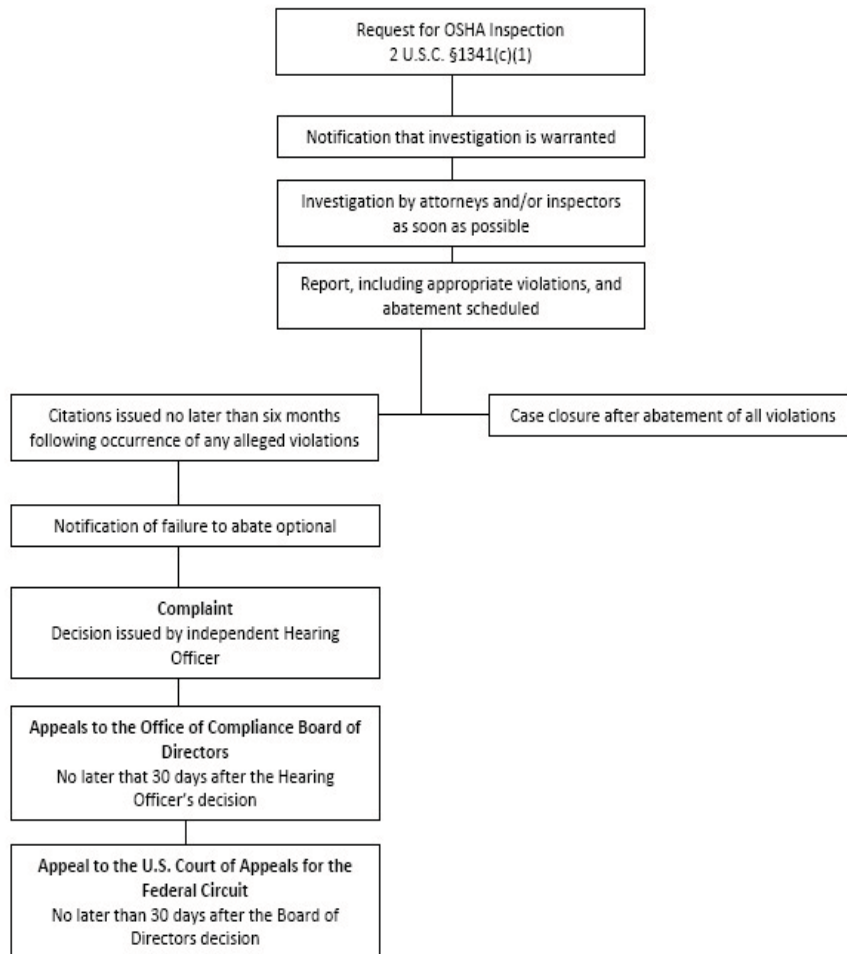 Request for OSHA Inspection
2 U.S.C. §1341(c)(1)
Notification that investigation is warranted
Investigation by attorneys and/or inspectors
as soon as possible
Report, including appropriate violations, and
abatement scheduled
Citations issued no later than six months
following occurrence of any alleged violations
Case closure after abatement of all violations
Notification of failure to abate optional
Complaint
Decision issued by independent Hearing
Officer
Appeals to the Office of Compliance Board of
Directors
No later that 30 days after the Hearing
Officer's decision
Appeal to the U.S. Court of Appeals for the
Federal Circuit
No later than 30 days after the Board of
Directors decision